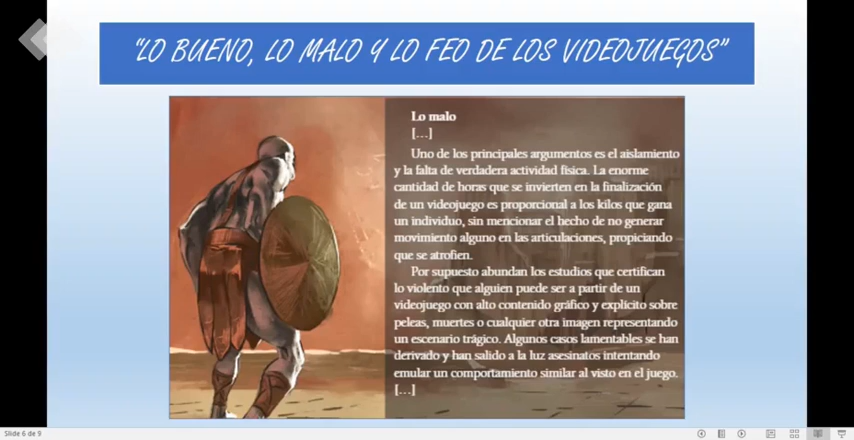 “LO BUENO, LO MALO Y LO FEO DE LOS VIDEOJUEGOS”
Lo malo
[...]
Uno de los principales argumentos es el aislamiento
y la falta de verdadera actividad física. La enorme
cantidad de horas que se invierten en la finalización
de un videojuego es proporcional a los kilos que gana
un individuo, sin mencionar el hecho de no generar
movimiento alguno en las articulaciones, propiciando
que se atrofien.
Por supuesto abundan los estudios que certifican
lo violento que alguien puede ser a partir de un
videojuego con alto contenido gráfico y explícito sobre
peleas, muertes o cualquier otra imagen representando
un escenario trágico. Algunos casos lamentables se han
derivado y han salido a la luz asesinatos intentando
emular un comportamiento similar al visto en el juego.
[...]
Slide 6 de 9